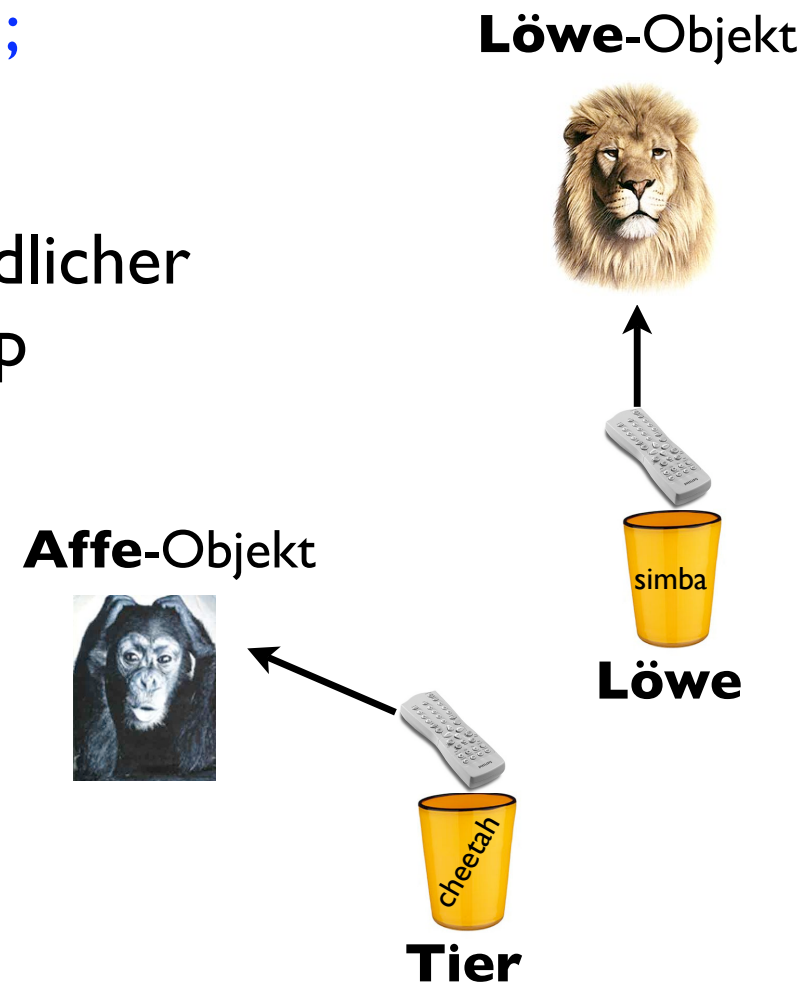 ;
Löwe-Objekt
dlicher
p
Affe-Objekt
simba
Löwe
cheetah
Tier